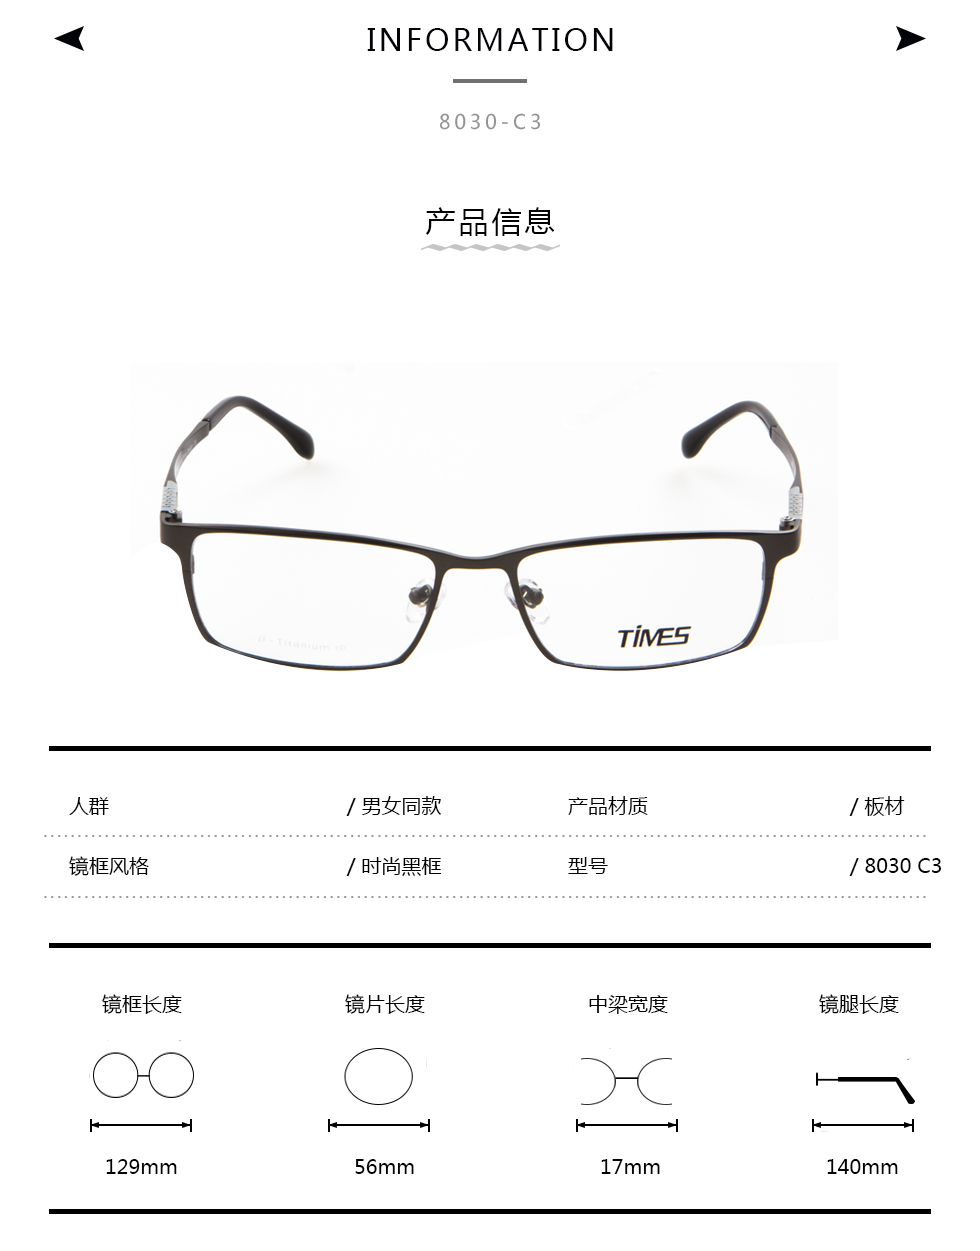 INFORMATION
8030-C3
产品信息
β-Titanium IP
TIMES
人群 / 男女同款 产品材质 / 板材
镜框风格 / 时尚黑框 型号 / 8030 C3
镜框长度 镜片长度 中梁宽度 镜腿长度
129mm 56mm 17mm 140mm